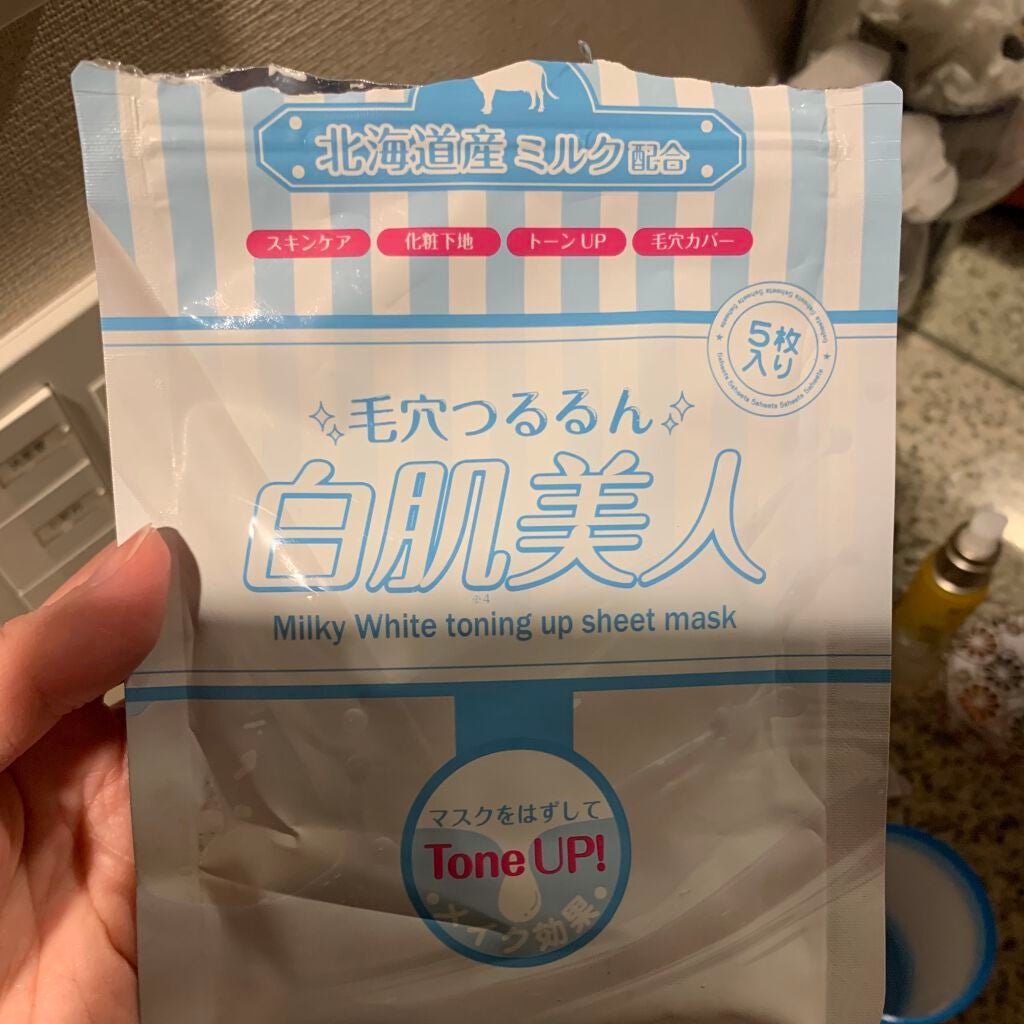 北海道産ミルク配合
スキンケア 化粧下地 トーンUP 毛穴カバー
5枚
入り
毛穴つるるん
白肌美人
※4
Milky White toning up sheet mask
マスクをはずして
Tone UP!
・メイク効果・